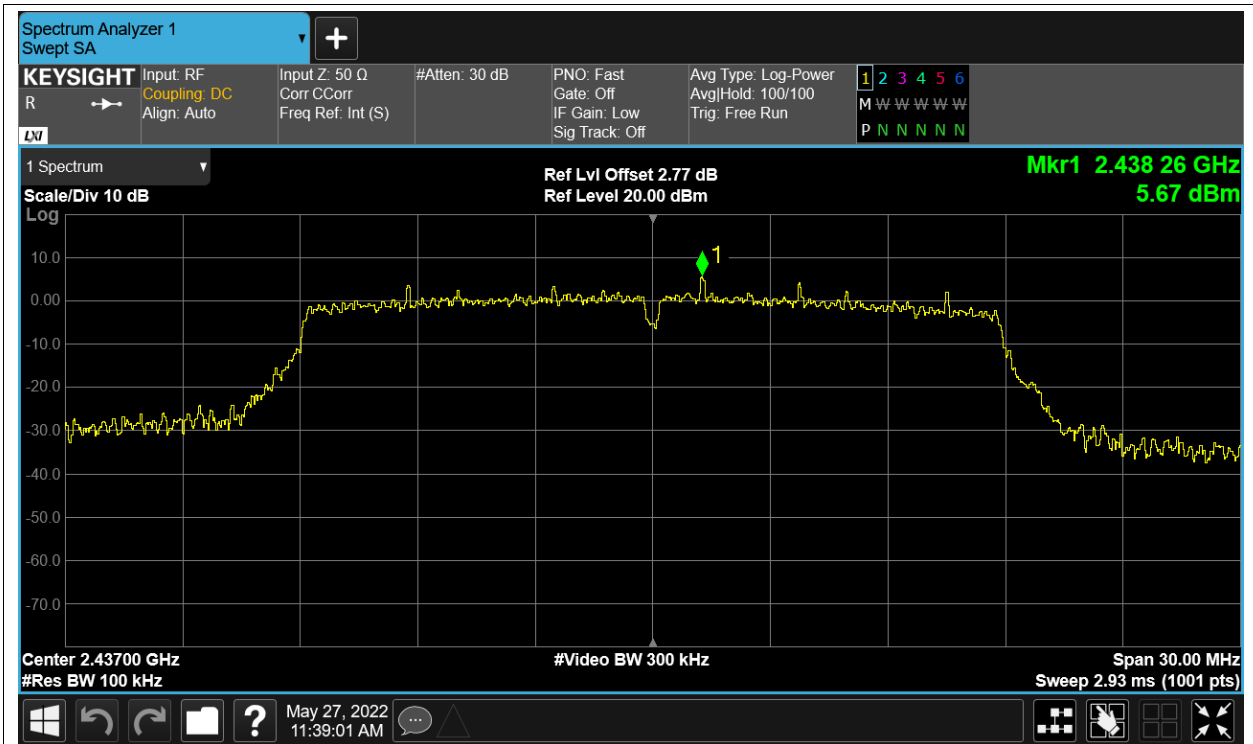 Spectrum Analyzer 1
Swept SA
+
KEYSIGHT
R
LXI
Input: RF
Coupling: DC
Align: Auto
Input Z: 50 Ω
Corr CCorr
Freq Ref: Int (S)
#Atten: 30 dB
PNO: Fast
Gate: Off
IF Gain: Low
Sig Track: Off
Avg Type: Log-Power
Avg|Hold: 100/100
Trig: Free Run
1 2 3 4 5 6
M W W W W W
P N N N N N
1 Spectrum
Scale/Div 10 dB
Ref Lvl Offset 2.77 dB
Ref Level 20.00 dBm
Mkr1 2.438 26 GHz
5.67 dBm
Log
10.0
0.00
-10.0
-20.0
-30.0
-40.0
-50.0
-60.0
-70.0
1
Center 2.43700 GHz
#Res BW 100 kHz
#Video BW 300 kHz
Span 30.00 MHz
Sweep 2.93 ms (1001 pts)
?
May 27, 2022
11:39:01 AM